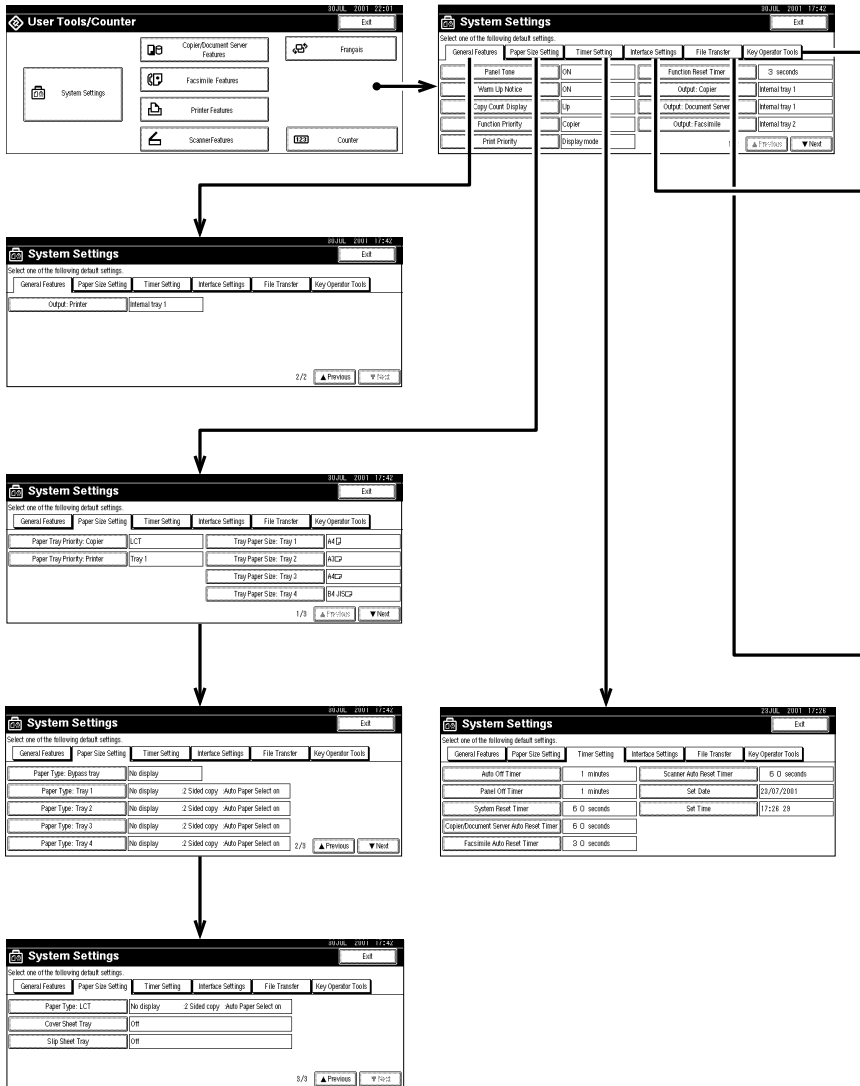 30JUL 2001 22:01
User Tools/Counter
Exit
Copier/Document Server Features
Français
System Settings
Facsimile Features
Printer Features
Scanner Features
Counter
30JUL 2001 17:42
System Settings
Exit
Select one of the following default settings.
General Features Paper Size Setting Timer Setting Interface Settings File Transfer Key Operator Tools
Panel Tone ON Function Reset Timer 3 seconds
Warm Up Notice ON Output: Copier Internal tray 1
Copy Count Display Up Output: Document Server Internal tray 1
Function Priority Copier Output: Facsimile Internal tray 2
Print Priority Display mode
1 ▲Previous ▼Next
30JUL 2001 17:42
System Settings
Exit
Select one of the following default settings.
General Features Paper Size Setting Timer Setting Interface Settings File Transfer Key Operator Tools
Output: Printer Internal tray 1
2/2 ▲Previous ▼Next
30JUL 2001 17:42
System Settings
Exit
Select one of the following default settings.
General Features Paper Size Setting Timer Setting Interface Settings File Transfer Key Operator Tools
Paper Tray Priority: Copier LCT Tray Paper Size: Tray 1 A4
Paper Tray Priority: Printer Tray 1 Tray Paper Size: Tray 2 A3
Tray Paper Size: Tray 3 A4
Tray Paper Size: Tray 4 B4 JIS
1/3 ▲Previous ▼Next
30JUL 2001 17:42
System Settings
Exit
Select one of the following default settings.
General Features Paper Size Setting Timer Setting Interface Settings File Transfer Key Operator Tools
Paper Type: Bypass tray No display
Paper Type: Tray 1 No display :2 Sided copy :Auto Paper Select on
Paper Type: Tray 2 No display :2 Sided copy :Auto Paper Select on
Paper Type: Tray 3 No display :2 Sided copy :Auto Paper Select on
Paper Type: Tray 4 No display :2 Sided copy :Auto Paper Select on
2/3 ▲Previous ▼Next
23JUL 2001 17:26
System Settings
Exit
Select one of the following default settings.
General Features Paper Size Setting Timer Setting Interface Settings File Transfer Key Operator Tools
Auto Off Timer 1 minutes Scanner Auto Reset Timer 60 seconds
Panel Off Timer 1 minutes Set Date 23/07/2001
System Reset Timer 60 seconds Set Time 17:26 29
Copier/Document Server Auto Reset Timer 60 seconds
Facsimile Auto Reset Timer 30 seconds
30JUL 2001 17:42
System Settings
Exit
Select one of the following default settings.
General Features Paper Size Setting Timer Setting Interface Settings File Transfer Key Operator Tools
Paper Type: LCT No display :2 Sided copy :Auto Paper Select on
Cover Sheet Tray Off
Slip Sheet Tray Off
3/3 ▲Previous ▼Next